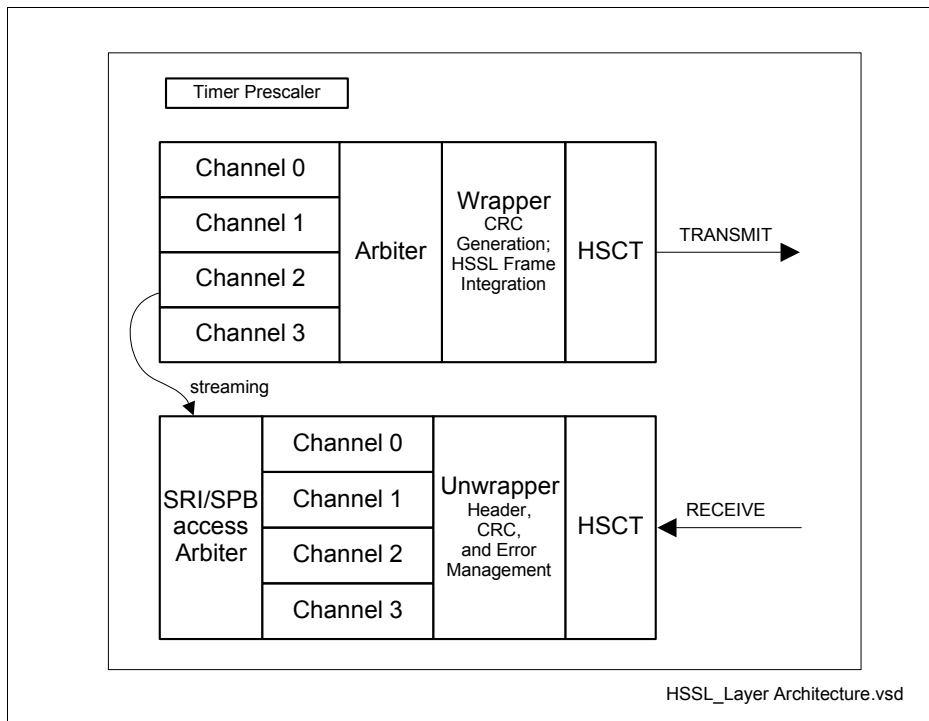 Timer Prescaler
Channel 0
Channel 1
Channel 2
Channel 3
Arbiter
Wrapper
CRC
Generation;
HSSL Frame
Integration
HSCT
TRANSMIT
streaming
SRI/SPB
access
Arbiter
Channel 0
Channel 1
Channel 2
Channel 3
Unwrapper
Header,
CRC,
and Error
Management
HSCT
RECEIVE
HSSL_Layer Architecture.vsd